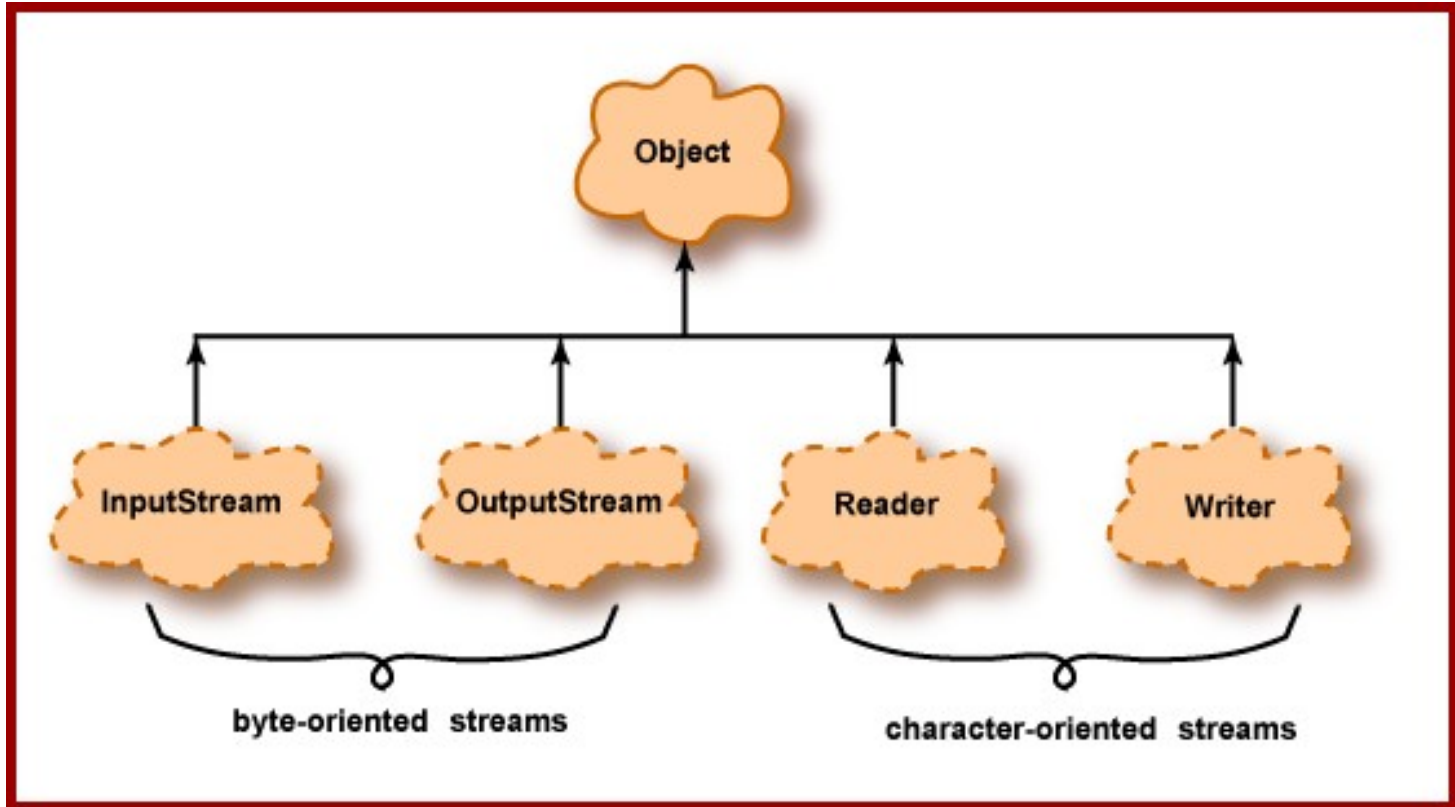 Object
InputStream
OutputStream
Reader
Writer
byte-oriented streams
character-oriented streams